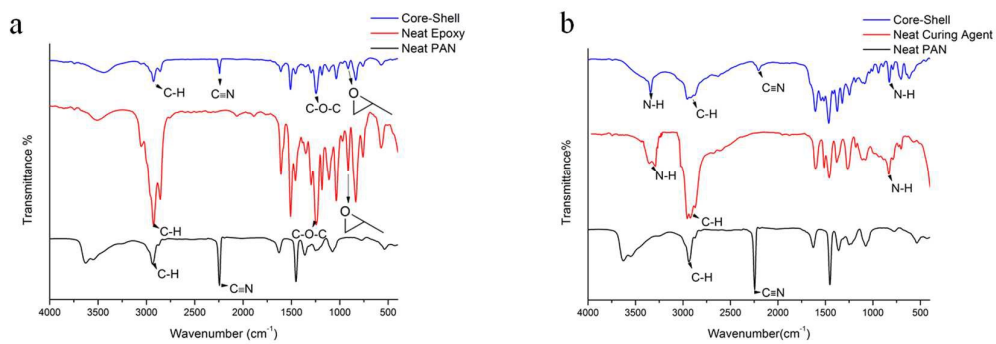 a
Core-Shell
Neat Epoxy
Neat PAN
C-H
C≡N
C-O-C
O
C-H
C-O-C
O
C-H
C≡N
Transmittance %
4000 3500 3000 2500 2000 1500 1000 500
Wavenumber (cm-1)
b
Core-Shell
Neat Curing Agent
Neat PAN
N-H
C-H
C≡N
N-H
N-H
C-H
N-H
C-H
C≡N
Transmittance%
4000 3500 3000 2500 2000 1500 1000 500
Wavenumber(cm-1)